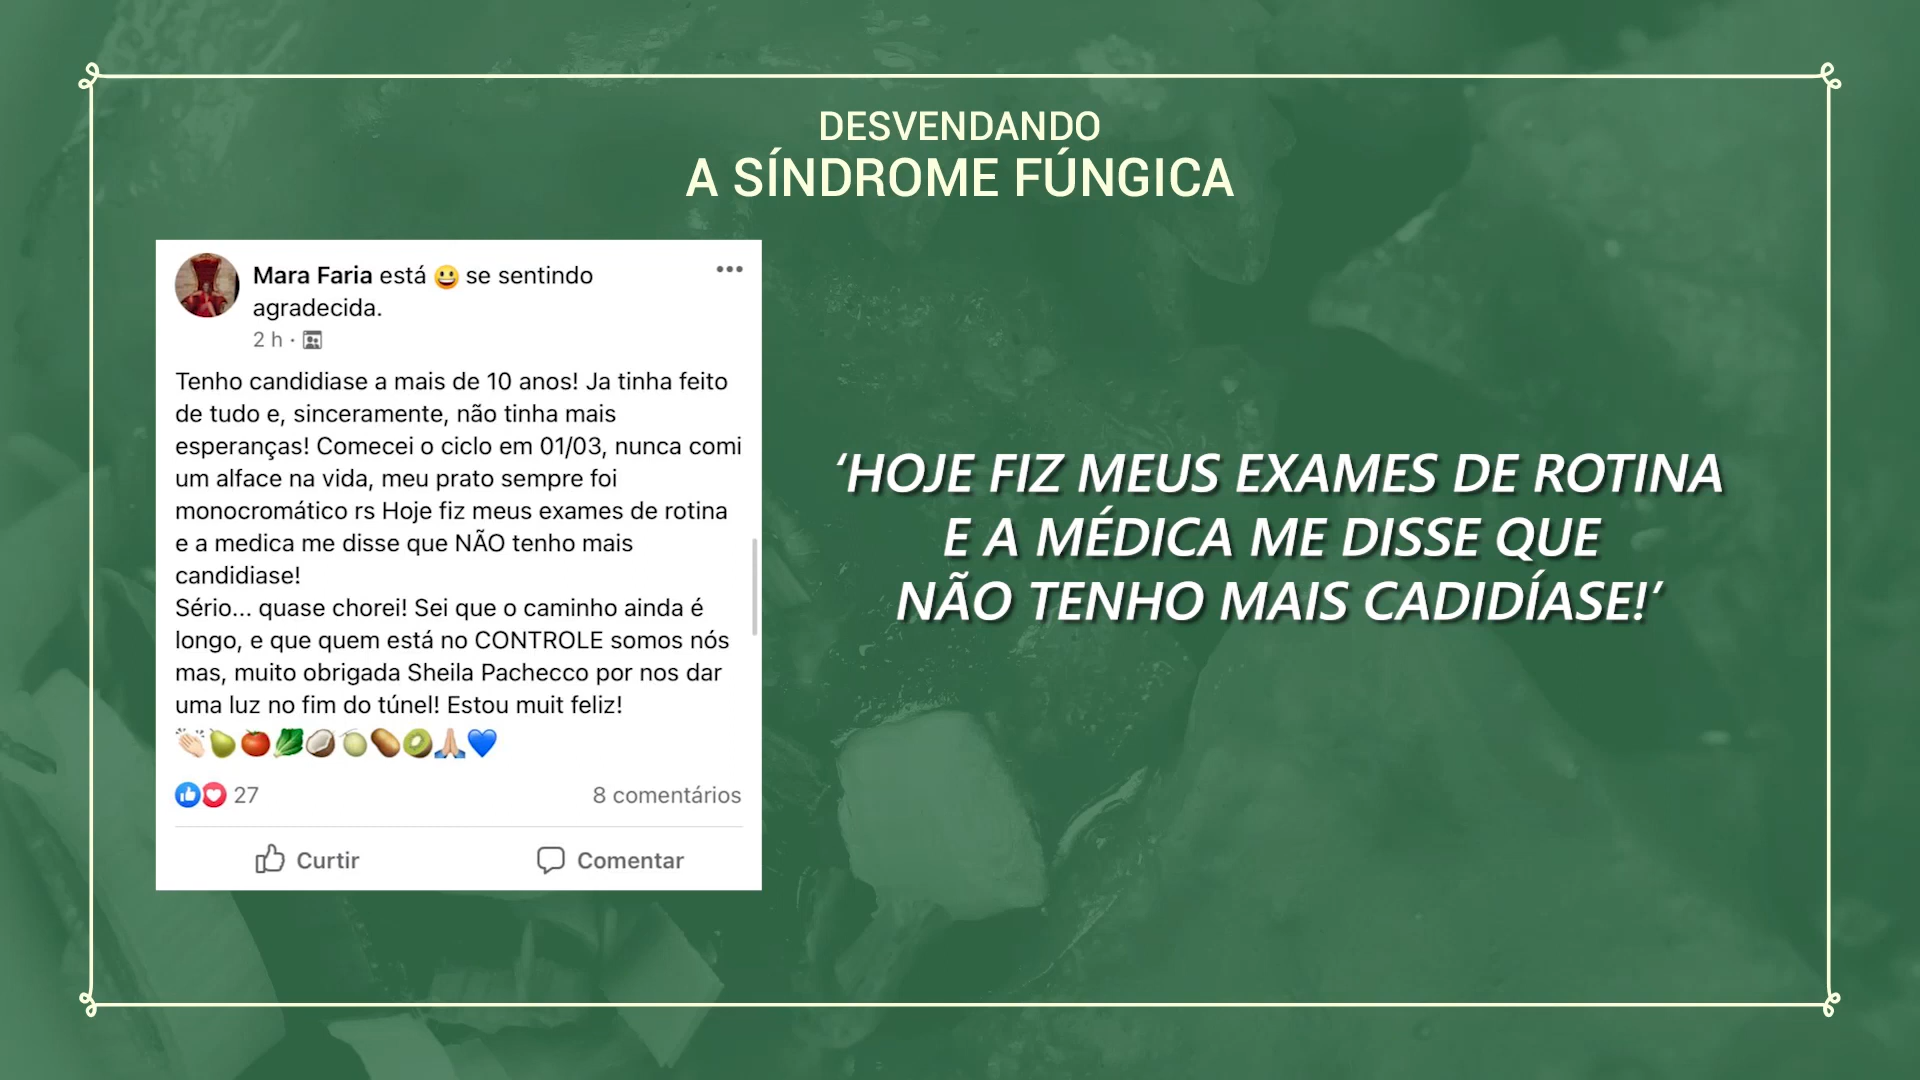 DESVENDANDO
A SÍNDROME FÚNGICA
Mara Faria está 😀 se sentindo
agradecida.
2 h ·
Tenho candidiase a mais de 10 anos! Ja tinha feito
de tudo e, sinceramente, não tinha mais
esperanças! Comecei o ciclo em 01/03, nunca comi
um alface na vida, meu prato sempre foi
monocromático rs Hoje fiz meus exames de rotina
e a medica me disse que NÃO tenho mais
candidiase!
Sério... quase chorei! Sei que o caminho ainda é
longo, e que quem está no CONTROLE somos nós
mas, muito obrigada Sheila Pachecco por nos dar
uma luz no fim do túnel! Estou muit feliz!
👏🏻🍐🍅🥬🥥🍈🥔🥝🙏🏼💙
27
8 comentários
Curtir
Comentar
‘HOJE FIZ MEUS EXAMES DE ROTINA
E A MÉDICA ME DISSE QUE
NÃO TENHO MAIS CADIDÍASE!’